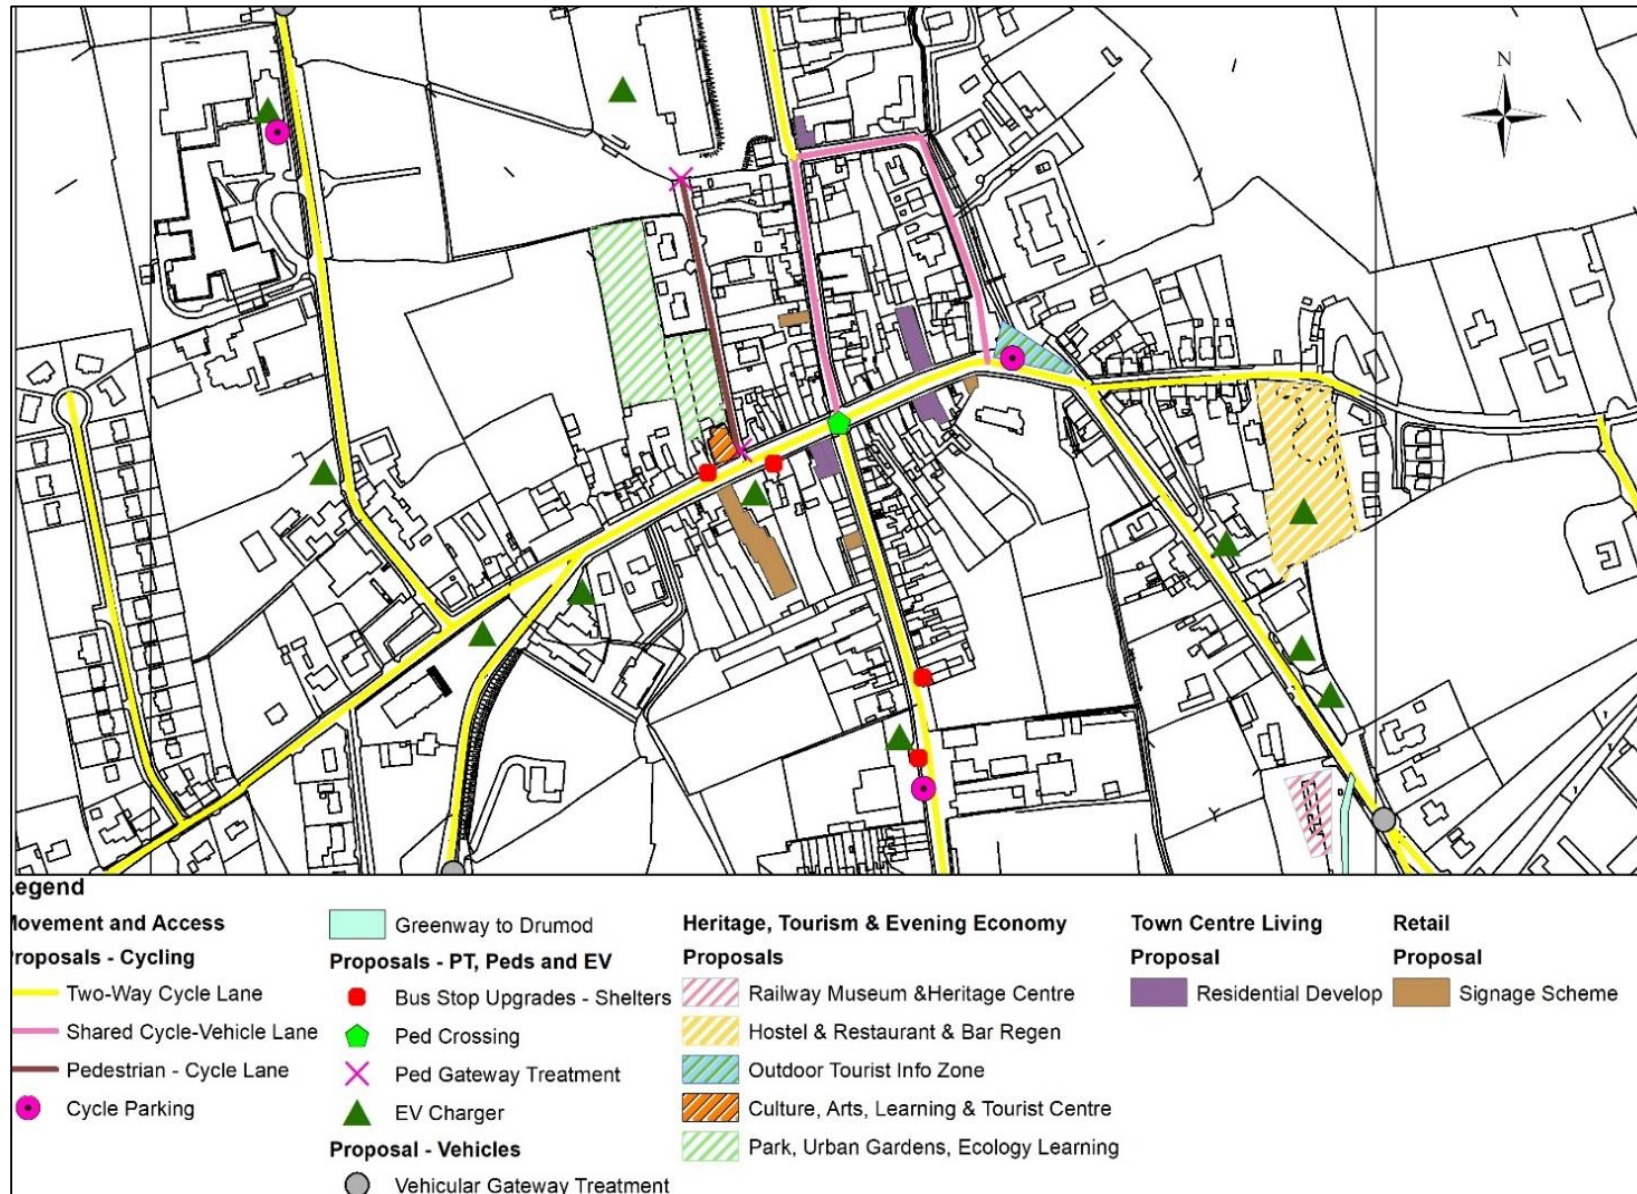 N
egend
Movement and Access
Proposals - Cycling
Two-Way Cycle Lane
Shared Cycle-Vehicle Lane
Pedestrian - Cycle Lane
Cycle Parking
Greenway to Drumod
Proposals - PT, Peds and EV
Bus Stop Upgrades - Shelters
Ped Crossing
Ped Gateway Treatment
EV Charger
Proposal - Vehicles
Vehicular Gateway Treatment
Heritage, Tourism & Evening Economy
Proposals
Railway Museum &Heritage Centre
Hostel & Restaurant & Bar Regen
Outdoor Tourist Info Zone
Culture, Arts, Learning & Tourist Centre
Park, Urban Gardens, Ecology Learning
Town Centre Living
Proposal
Residential Develop
Retail
Proposal
Signage Scheme